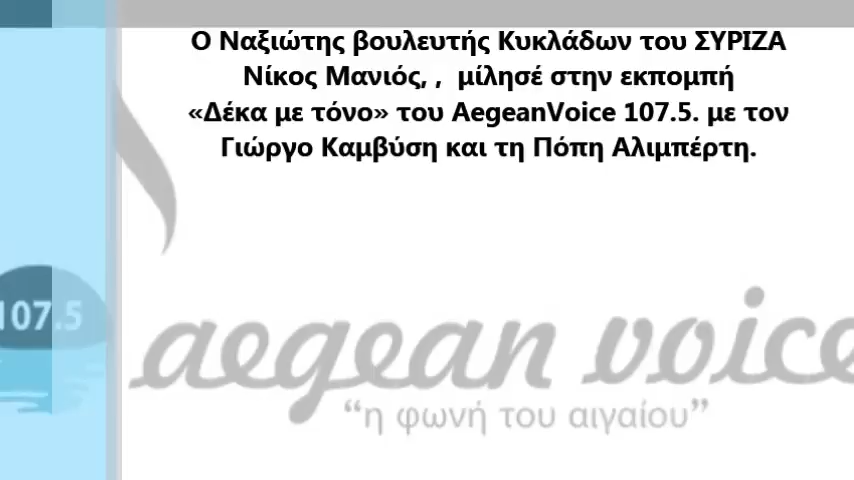 Ο Ναξιώτης βουλευτής Κυκλάδων του ΣΥΡΙΖΑ
Νίκος Μανιός, ,  μίλησέ στην εκπομπή
«Δέκα με τόνο» του AegeanVoice 107.5. με τον
Γιώργο Καμβύση και τη Πόπη Αλιμπέρτη.
107.5
aegean voice
“η φωνή του αιγαίου”